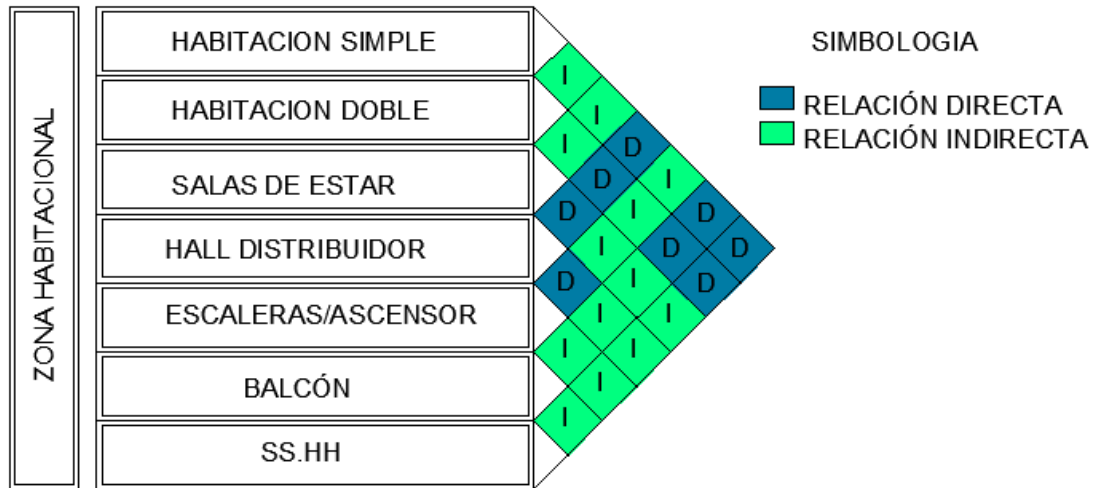 ZONA HABITACIONAL
HABITACION SIMPLE
HABITACION DOBLE
SALAS DE ESTAR
HALL DISTRIBUIDOR
ESCALERAS/ASCENSOR
BALCÓN
SS.HH
I
I
I D
D I
D I D
I D D
D I D
I I
I I
I
I
SIMBOLOGIA
RELACIÓN DIRECTA
RELACIÓN INDIRECTA